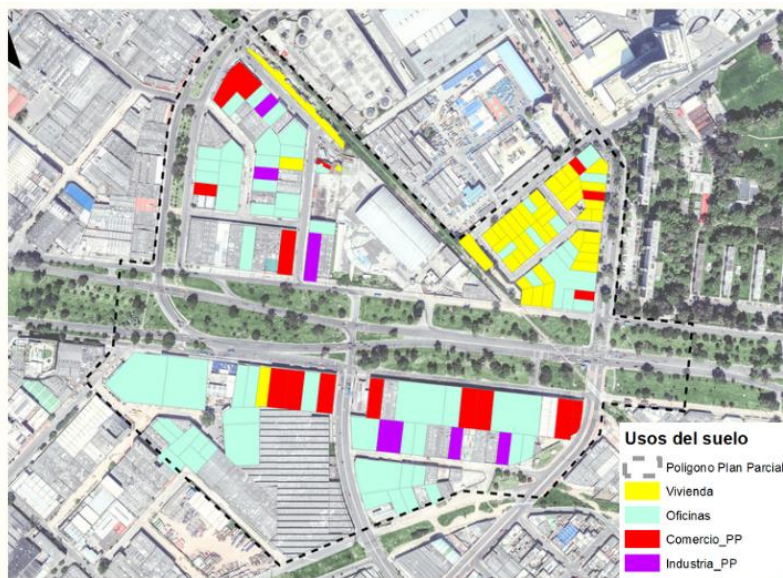 Usos del suelo
Polígono Plan Parcial
Vivienda
Oficinas
Comercio_PP
Industria_PP